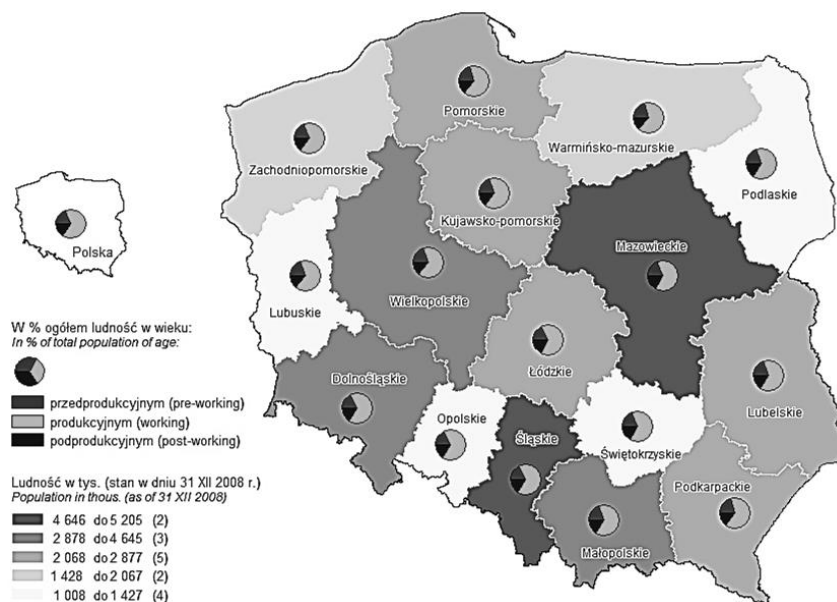 Pomorskie
Warmińsko-mazurskie
Zachodniopomorskie
Podlaskie
Kujawsko-pomorskie
Polska
Mazowieckie
Wielkopolskie
Lubuskie
W % ogółem ludność w wieku:
In % of total population of age:
Dolnośląskie
Łódzkie
przedprodukcyjnym (pre-working)
produkcyjnym (working)
podprodukcyjnym (post-working)
Lubelskie
Opolskie
Śląskie
Świętokrzyskie
Ludność w tys. (stan w dniu 31 XII 2008 r.)
Population in thous. (as of 31 XII 2008)
Podkarpackie
Małopolskie
4 646 do 5 205 (2)
2 878 do 4 645 (3)
2 068 do 2 877 (5)
1 428 do 2 067 (2)
1 008 do 1 427 (4)